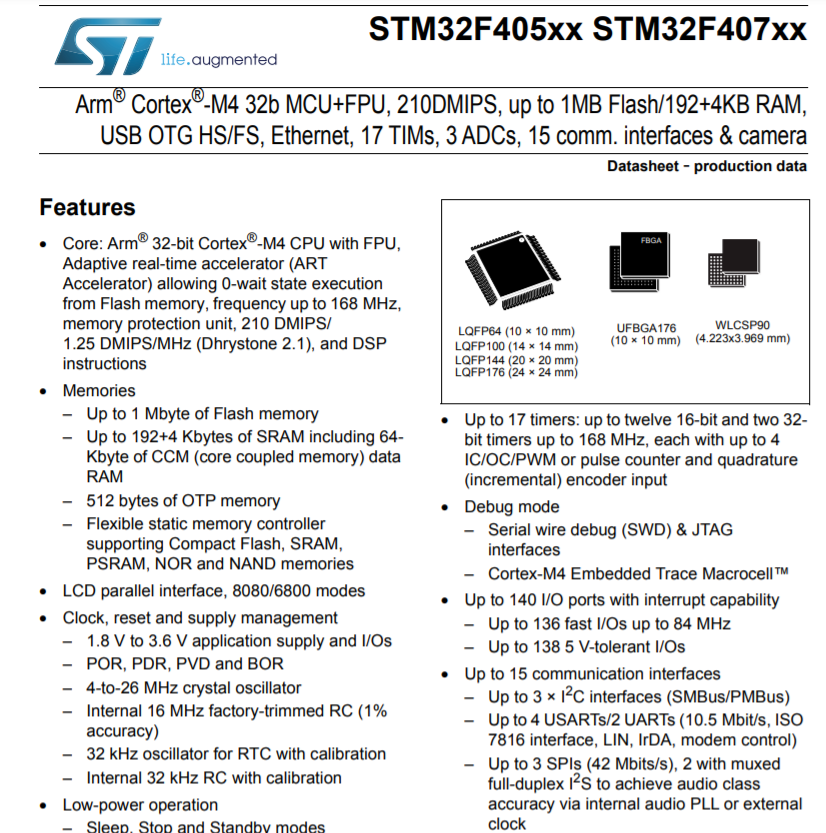 STM32F405xx STM32F407xx
ST
life.augmented
Arm® Cortex®-M4 32b MCU+FPU, 210DMIPS, up to 1MB Flash/192+4KB RAM,
USB OTG HS/FS, Ethernet, 17 TIMs, 3 ADCs, 15 comm. interfaces & camera
Datasheet - production data
Features
• Core: Arm® 32-bit Cortex®-M4 CPU with FPU,
Adaptive real-time accelerator (ART
Accelerator) allowing 0-wait state execution
from Flash memory, frequency up to 168 MHz,
memory protection unit, 210 DMIPS/
1.25 DMIPS/MHz (Dhrystone 2.1), and DSP
instructions
• Memories
– Up to 1 Mbyte of Flash memory
– Up to 192+4 Kbytes of SRAM including 64-
Kbyte of CCM (core coupled memory) data
RAM
– 512 bytes of OTP memory
– Flexible static memory controller
supporting Compact Flash, SRAM,
PSRAM, NOR and NAND memories
• LCD parallel interface, 8080/6800 modes
• Clock, reset and supply management
– 1.8 V to 3.6 V application supply and I/Os
– POR, PDR, PVD and BOR
– 4-to-26 MHz crystal oscillator
– Internal 16 MHz factory-trimmed RC (1%
accuracy)
– 32 kHz oscillator for RTC with calibration
– Internal 32 kHz RC with calibration
• Low-power operation
– Sleep, Stop and Standby modes
FBGA
LQFP64 (10 × 10 mm)
LQFP100 (14 × 14 mm)
LQFP144 (20 × 20 mm)
LQFP176 (24 × 24 mm)
UFBGA176
(10 × 10 mm)
WLCSP90
(4.223x3.969 mm)
• Up to 17 timers: up to twelve 16-bit and two 32-
bit timers up to 168 MHz, each with up to 4
IC/OC/PWM or pulse counter and quadrature
(incremental) encoder input
• Debug mode
– Serial wire debug (SWD) & JTAG
interfaces
– Cortex-M4 Embedded Trace Macrocell™
• Up to 140 I/O ports with interrupt capability
– Up to 136 fast I/Os up to 84 MHz
– Up to 138 5 V-tolerant I/Os
• Up to 15 communication interfaces
– Up to 3 × I²C interfaces (SMBus/PMBus)
– Up to 4 USARTs/2 UARTs (10.5 Mbit/s, ISO
7816 interface, LIN, IrDA, modem control)
– Up to 3 SPIs (42 Mbits/s), 2 with muxed
full-duplex I²S to achieve audio class
accuracy via internal audio PLL or external
clock